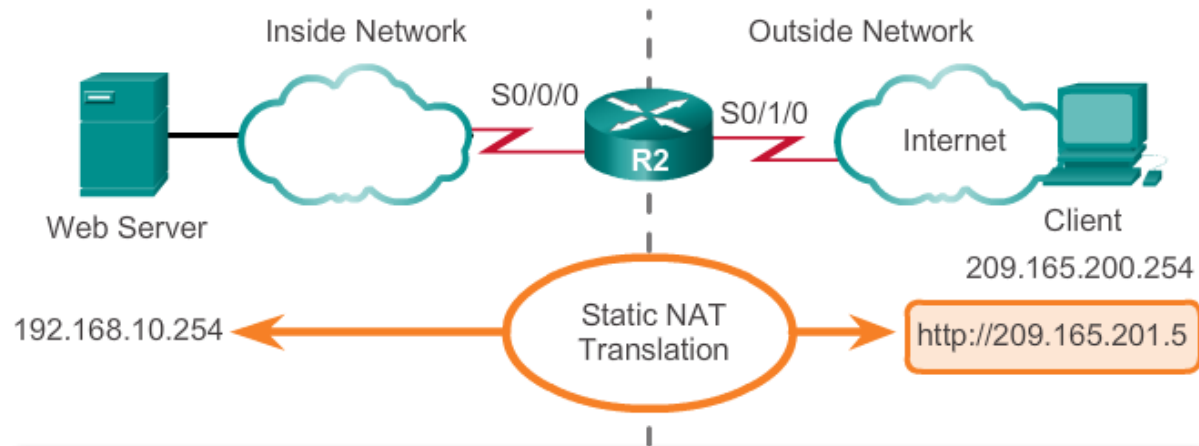 Inside Network
Outside Network
S0/0/0
S0/1/0
R2
Internet
Web Server
Client
209.165.200.254
192.168.10.254
Static NAT
Translation
http://209.165.201.5